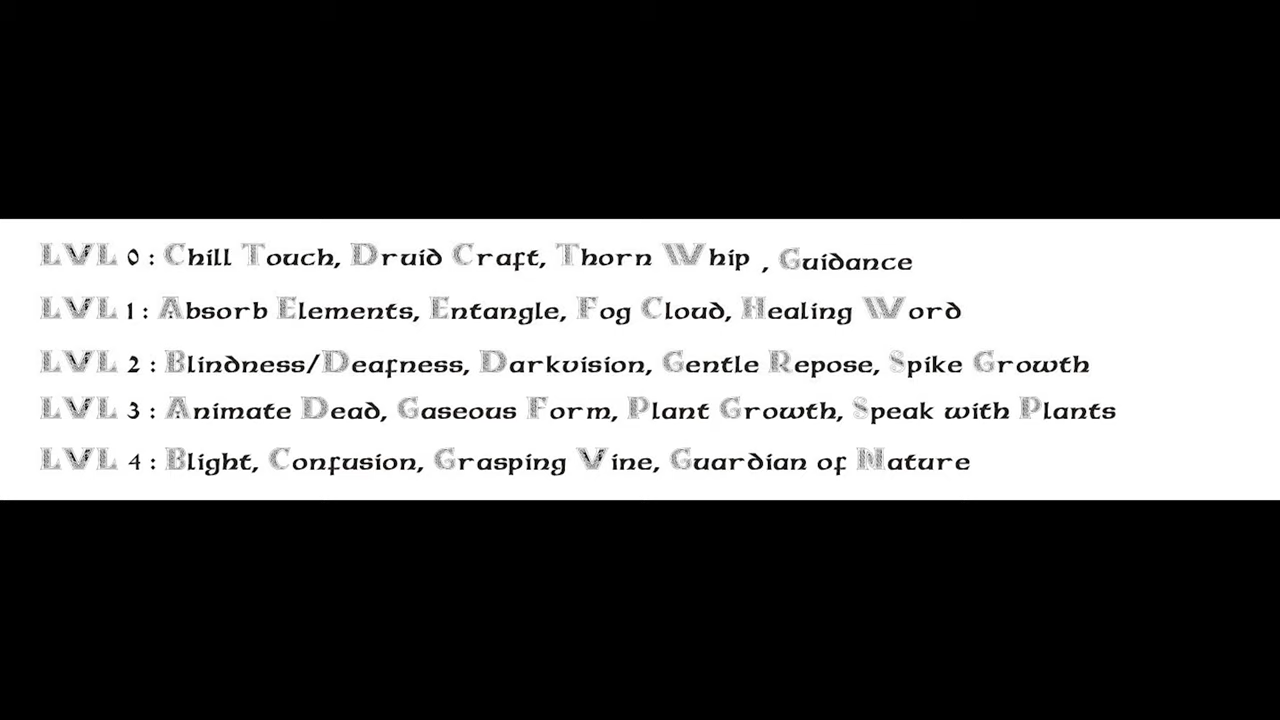 LVL 0 : Chill Touch, Druid Craft, Thorn Whip , Guidance
LVL 1 : Absorb Elements, Entangle, Fog Cloud, Healing Word
LVL 2 : Blindness/Deafness, Darkvision, Gentle Repose, Spike Growth
LVL 3 : Animate Dead, Gaseous Form, Plant Growth, Speak with Plants
LVL 4 : Blight, Confusion, Grasping Vine, Guardian of Nature